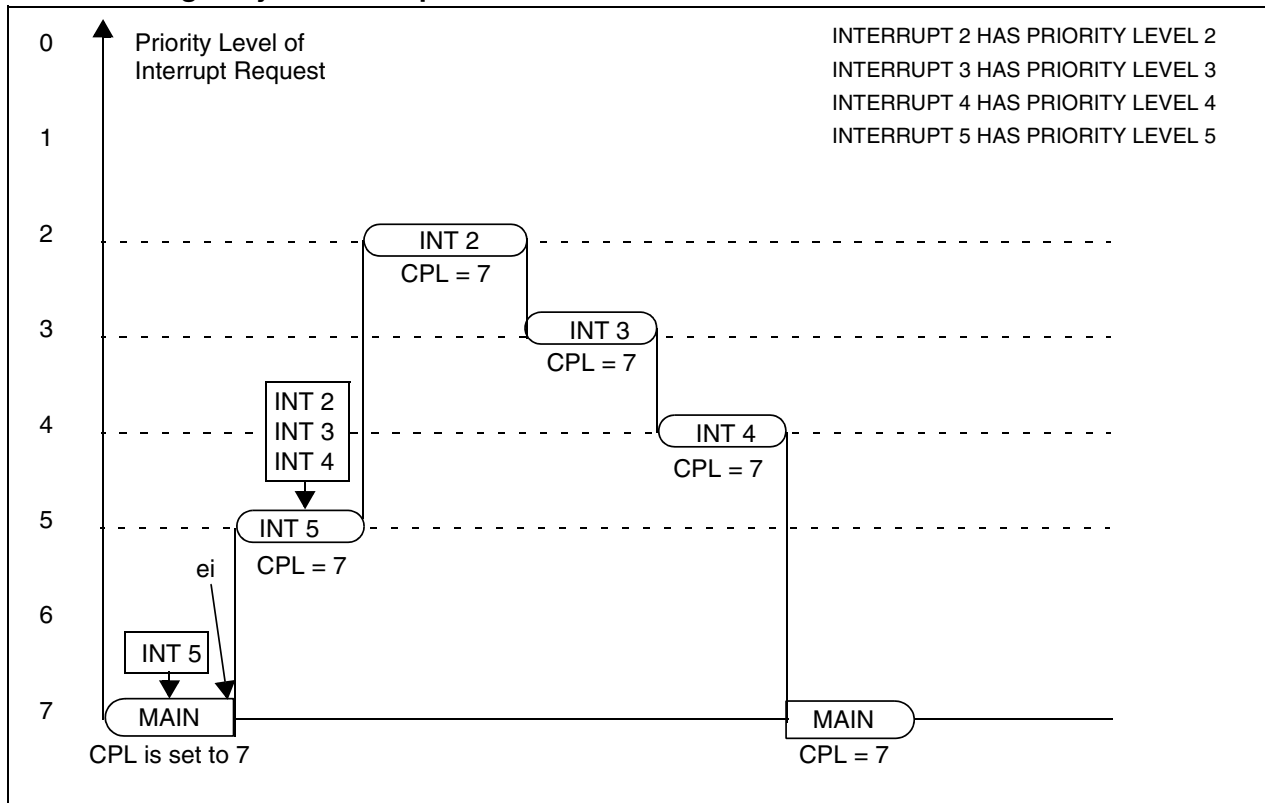 0
Priority Level of
Interrupt Request
INTERRUPT 2 HAS PRIORITY LEVEL 2
INTERRUPT 3 HAS PRIORITY LEVEL 3
INTERRUPT 4 HAS PRIORITY LEVEL 4
INTERRUPT 5 HAS PRIORITY LEVEL 5
1
2
INT 2
CPL = 7
3
INT 3
CPL = 7
INT 2
INT 3
INT 4
4
INT 4
CPL = 7
5
INT 5
CPL = 7
ei
6
INT 5
7
MAIN
CPL is set to 7
MAIN
CPL = 7